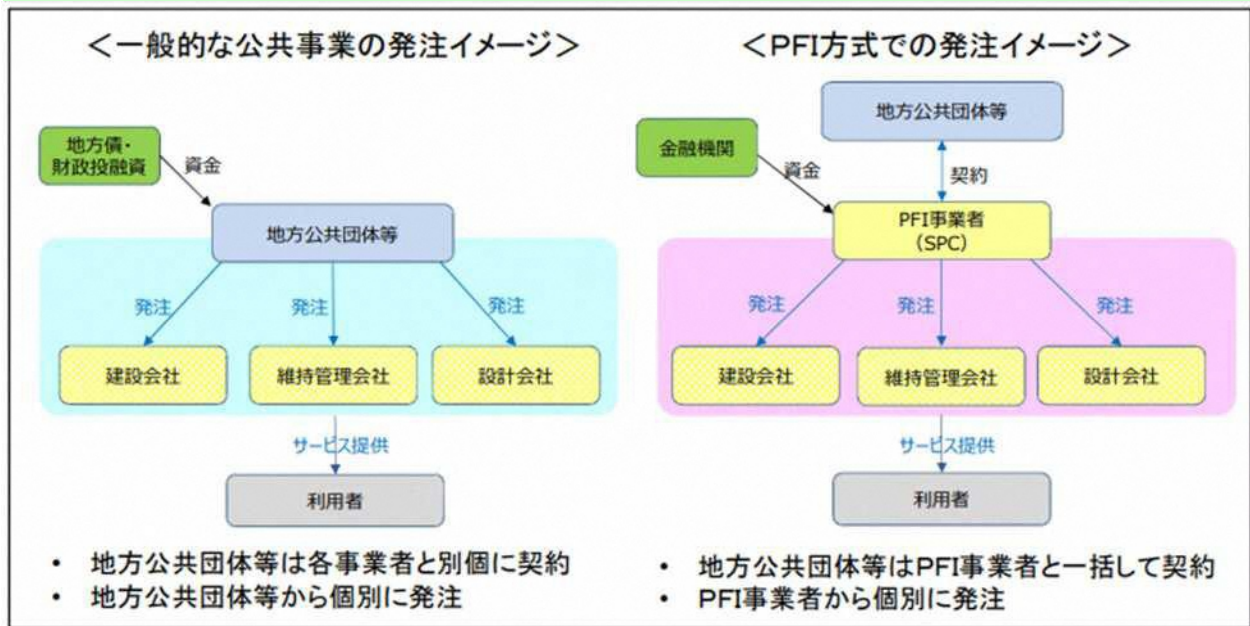 <一般的な公共事業の発注イメージ>
地方債・
財政投融資
資金
地方公共団体等
発注
発注
発注
建設会社
維持管理会社
設計会社
サービス提供
利用者
• 地方公共団体等は各事業者と別個に契約
• 地方公共団体等から個別に発注
<PFI方式での発注イメージ>
地方公共団体等
金融機関
資金
契約
PFI事業者
(SPC)
発注
発注
発注
建設会社
維持管理会社
設計会社
サービス提供
利用者
• 地方公共団体等はPFI事業者と一括して契約
• PFI事業者から個別に発注